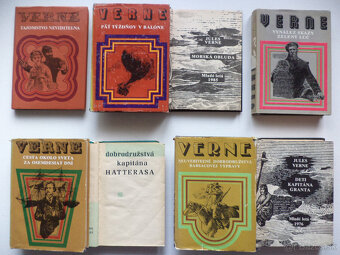 VERNE
TAJOMSTVO NEVIDITEĽNA
VERNE
PÄŤ TÝŽDŇOV V BALÓNE
JULES
VERNE
MORSKÁ OBLUDA
Mladé letá
1985
VERNE
VYNÁLEZ SKAZY
ZELENÝ LÚČ
VERNE
CESTA OKOLO SVETA
ZA OSEMDESIAT DNÍ
dobrodružstvá
kapitána
HATTERASA
VERNE
NEUVERITEĽNÉ DOBRODRUŽSTVÁ
BARSACOVEJ VÝPRAVY
JULES
VERNE
DETI
KAPITÁNA
GRANTA
Mladé letá
1976